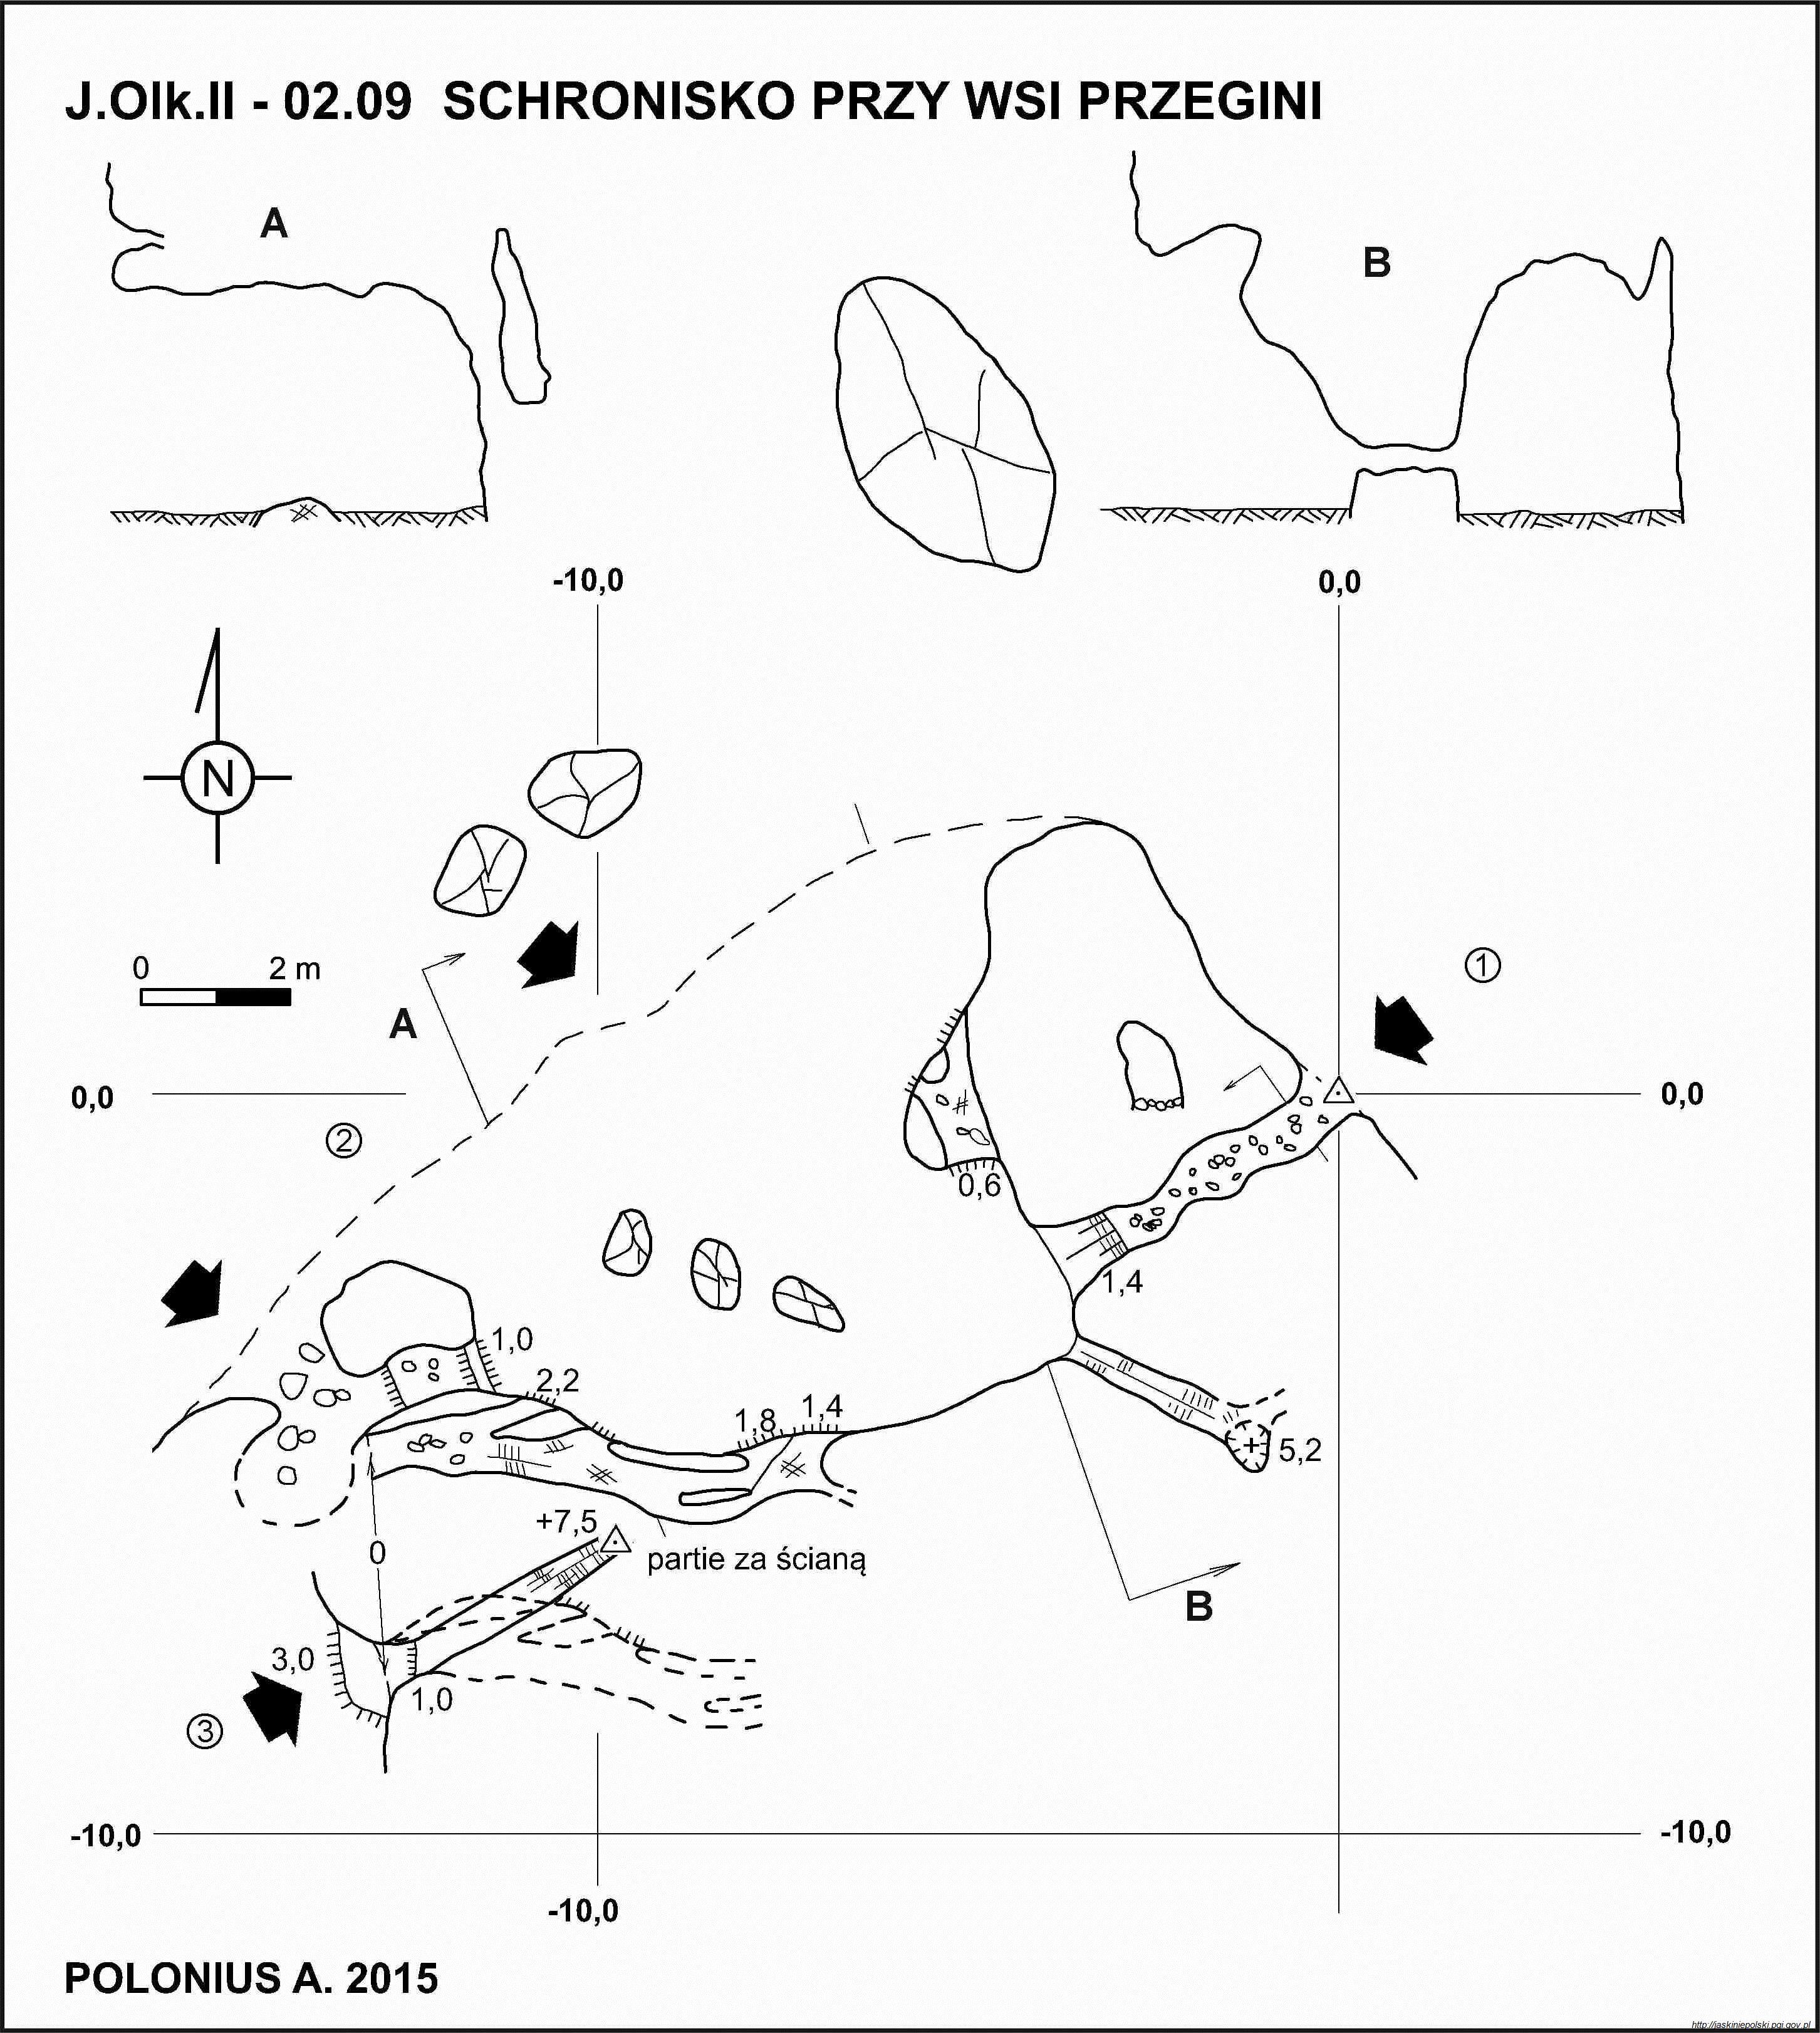 J.Olk.II - 02.09 SCHRONISKO PRZY WSI PRZEGINI
A
B
-10,0
0,0
N
0
2 m
1
A
0,0
0,0
2
0,6
1,4
1,0
2,2
1,8
1,4
5,2
+7,5
0
partie za ścianą
B
3,0
1,0
3
-10,0
-10,0
-10,0
POLONIUS A. 2015
http://jaskiniepolski.pgi.gov.pl